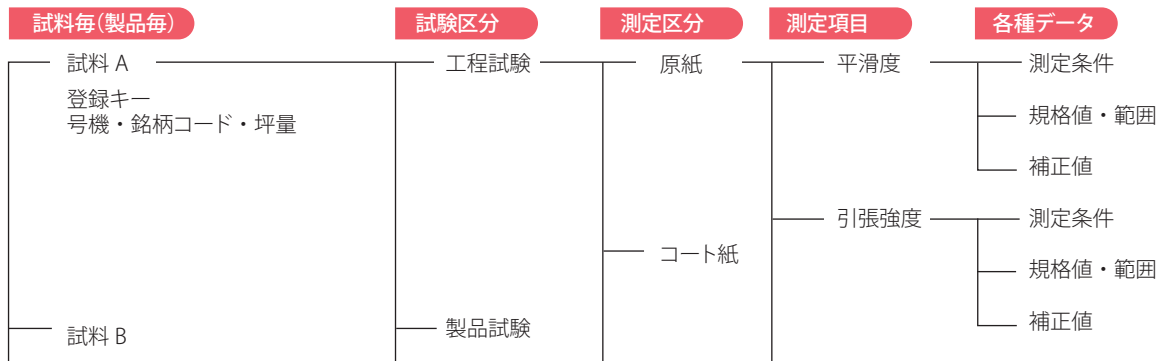 試料毎(製品毎)
試験区分
測定区分
測定項目
各種データ
試料 A
工程試験
原紙
平滑度
測定条件
登録キー
号機・銘柄コード・坪量
規格値・範囲
補正値
引張強度
測定条件
コート紙
規格値・範囲
試料 B
製品試験
補正値